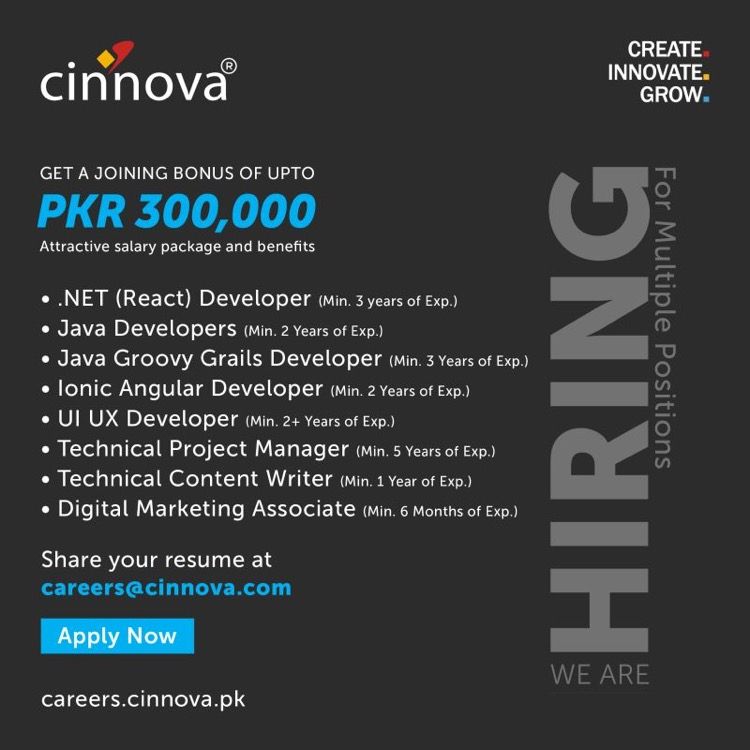 cinnova®
CREATE.
INNOVATE.
GROW.
GET A JOINING BONUS OF UPTO
PKR 300,000
Attractive salary package and benefits
• .NET (React) Developer (Min. 3 years of Exp.)
• Java Developers (Min. 2 Years of Exp.)
• Java Groovy Grails Developer (Min. 3 Years of Exp.)
• Ionic Angular Developer (Min. 2 Years of Exp.)
• UI UX Developer (Min. 2+ Years of Exp.)
• Technical Project Manager (Min. 5 Years of Exp.)
• Technical Content Writer (Min. 1 Year of Exp.)
• Digital Marketing Associate (Min. 6 Months of Exp.)
Share your resume at
careers@cinnova.com
Apply Now
careers.cinnova.pk
WE ARE
HIRING
For Multiple Positions